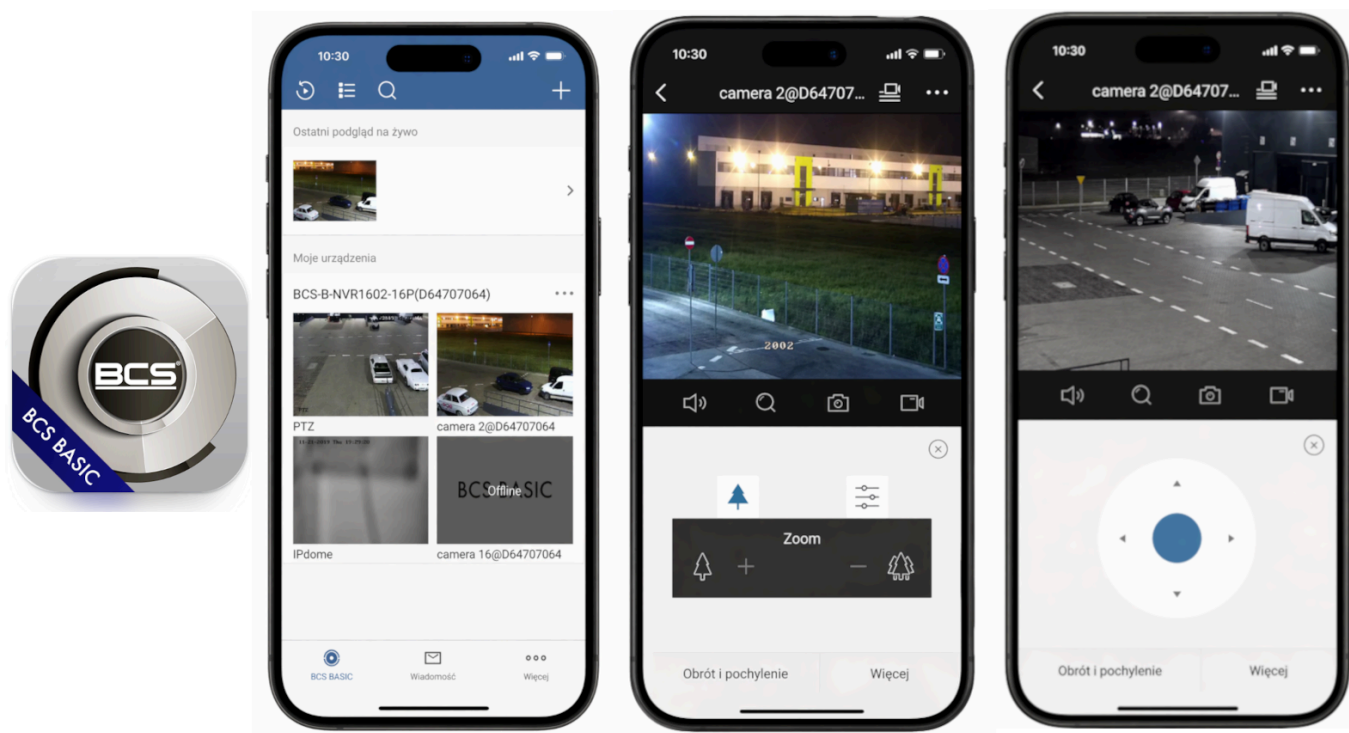 BCS
BCS BASIC
10:30
Ostatni podgląd na żywo
Moje urządzenia
BCS-B-NVR1602-16P(D64707064)
PTZ
PTZ
camera 2@D64707064
BCS BASIC
Offline
IPdome
camera 16@D64707064
BCS BASIC
Wiadomość
Więcej
10:30
camera 2@D64707...
2002
Zoom
Obrót i pochylenie
Więcej
10:30
camera 2@D64707...
Obrót i pochylenie
Więcej